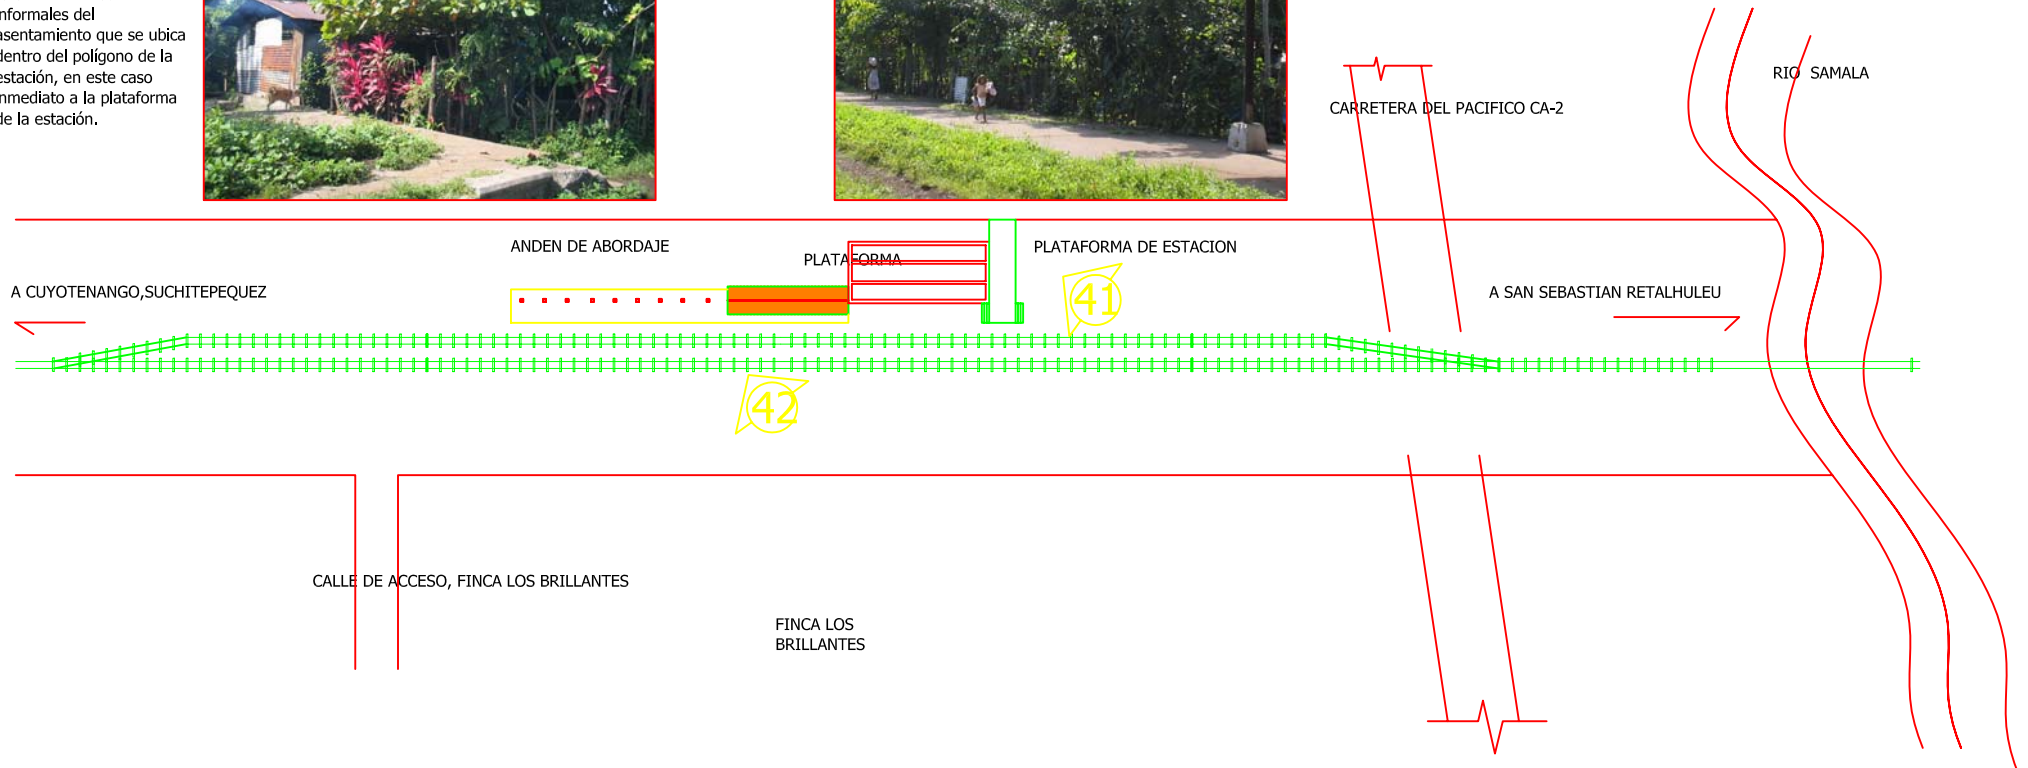 nformales del
asentamiento que se ubica
dentro del polígono de la
estación, en este caso
nmediato a la plataforma
de la estación.
RIO SAMALA
CARRETERA DEL PACIFICO CA-2
ANDEN DE ABORDAJE
PLATAFORMA
PLATAFORMA DE ESTACION
A CUYOTENANGO,SUCHITEPEQUEZ
41
A SAN SEBASTIAN RETALHULEU
42
CALLE DE ACCESO, FINCA LOS BRILLANTES
FINCA LOS
BRILLANTES